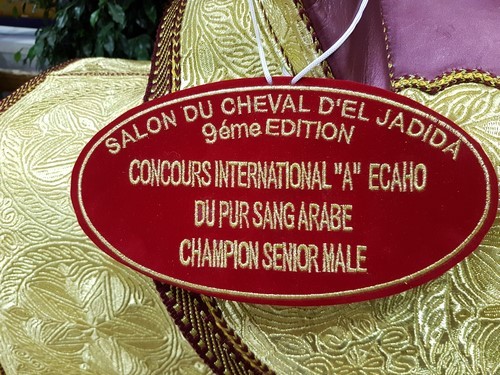 SALON DU CHEVAL D'EL JADIDA
9éme EDITION
CONCOURS INTERNATIONAL "A" ECAHO
DU PUR SANG ARABE
CHAMPION SENIOR MALE